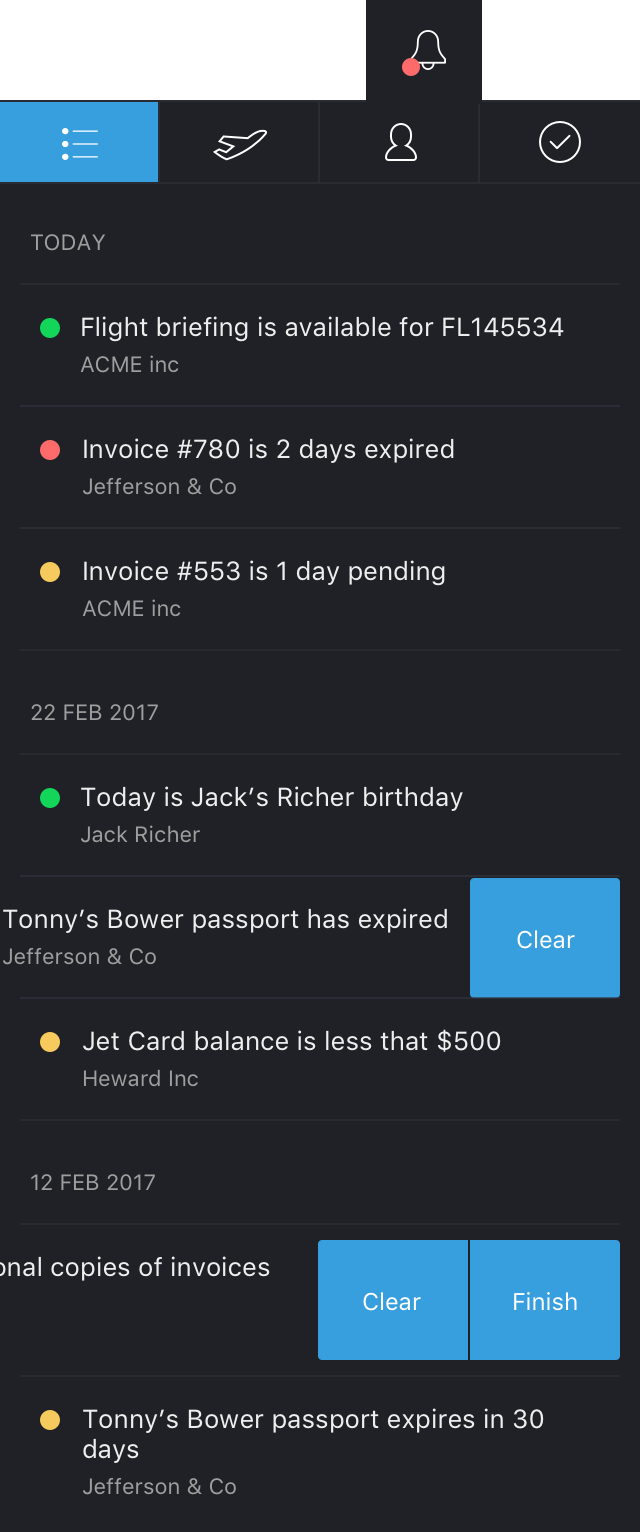 TODAY
Flight briefing is available for FL145534
ACME inc
Invoice #780 is 2 days expired
Jefferson & Co
Invoice #553 is 1 day pending
ACME inc
22 FEB 2017
Today is Jack’s Richer birthday
Jack Richer
Tonny’s Bower passport has expired
Jefferson & Co
Clear
Jet Card balance is less that $500
Heward Inc
12 FEB 2017
copies of invoices
Clear
Finish
Tonny’s Bower passport expires in 30
days
Jefferson & Co